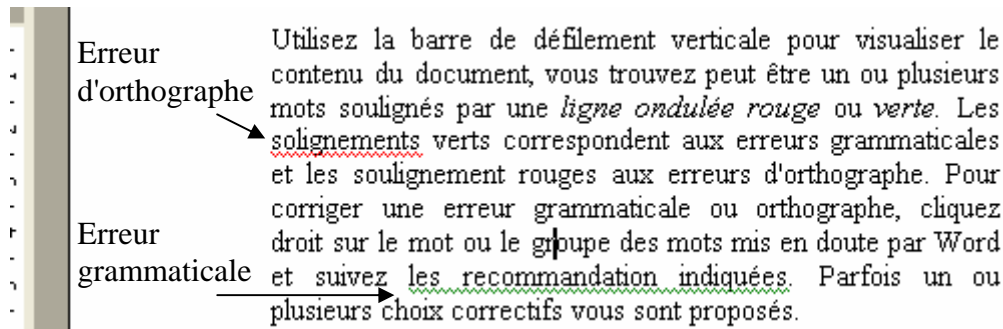 Erreur
d'orthographe
Utilisez la barre de défilement verticale pour visualiser le
contenu du document, vous trouvez peut être un ou plusieurs
mots soulignés par une ligne ondulée rouge ou verte. Les
solignements verts correspondent aux erreurs grammaticales
et les soulignement rouges aux erreurs d'orthographe. Pour
corriger une erreur grammaticale ou orthographe, cliquez
droit sur le mot ou le groupe des mots mis en doute par Word
et suivez les recommandation indiquées. Parfois un ou
plusieurs choix correctifs vous sont proposés.
Erreur
grammaticale